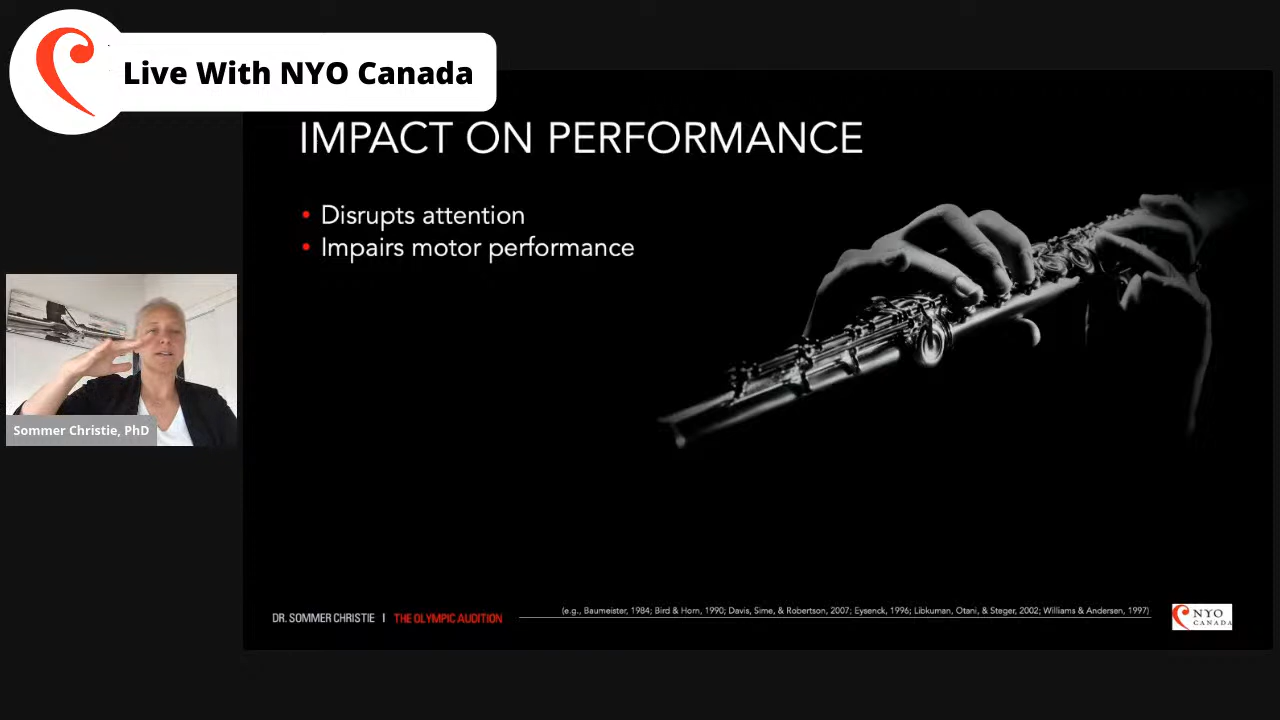 Live With NYO Canada
IMPACT ON PERFORMANCE
• Disrupts attention
• Impairs motor performance
Sommer Christie, PhD
(e.g., Baumeister, 1984; Bird & Horn, 1990; Davis, Sime, & Robertson, 2007; Eysenck, 1996; Libkuman, Otani, & Steger, 2002; Williams & Andersen, 1997)
DR. SOMMER CHRISTIE | THE OLYMPIC AUDITION
NYO
CANADA